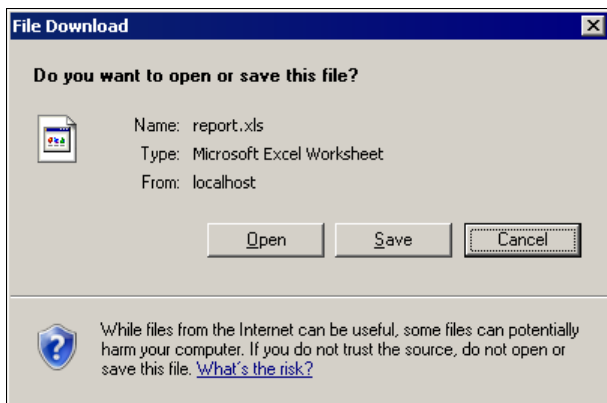 File Download
Do you want to open or save this file?
Name: report.xls
Type: Microsoft Excel Worksheet
From: localhost
Open Save Cancel
While files from the Internet can be useful, some files can potentially
harm your computer. If you do not trust the source, do not open or
save this file. What's the risk?